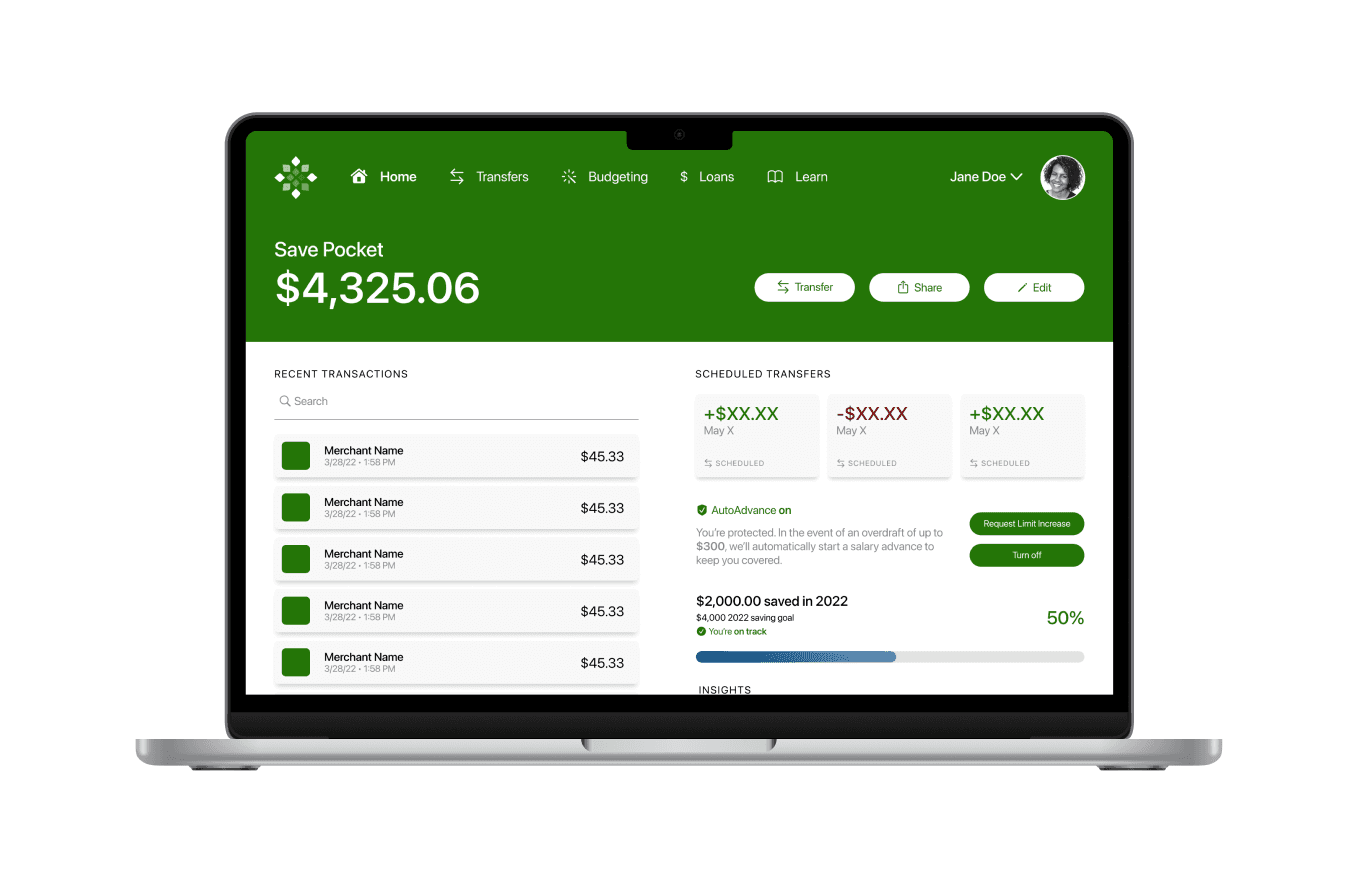 Home
Transfers
Budgeting
$ Loans
Learn
Jane Doe
Save Pocket
$4,325.06
Transfer
Share
Edit
RECENT TRANSACTIONS
Search
Merchant Name
3/28/22 • 1:58 PM
$45.33
Merchant Name
3/28/22 • 1:58 PM
$45.33
Merchant Name
3/28/22 • 1:58 PM
$45.33
Merchant Name
3/28/22 • 1:58 PM
$45.33
Merchant Name
3/28/22 • 1:58 PM
$45.33
SCHEDULED TRANSFERS
+$XX.XX
May X
SCHEDULED
-$XX.XX
May X
SCHEDULED
+$XX.XX
May X
SCHEDULED
AutoAdvance on
You're protected. In the event of an overdraft of up to
$300, we'll automatically start a salary advance to
keep you covered.
Request Limit Increase
Turn off
$2,000.00 saved in 2022
$4,000 2022 saving goal
You're on track
50%
INSIGHTS